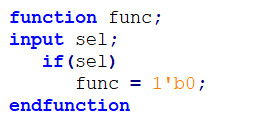 function func;
input sel;
if(sel)
func = 1'b0;
endfunction